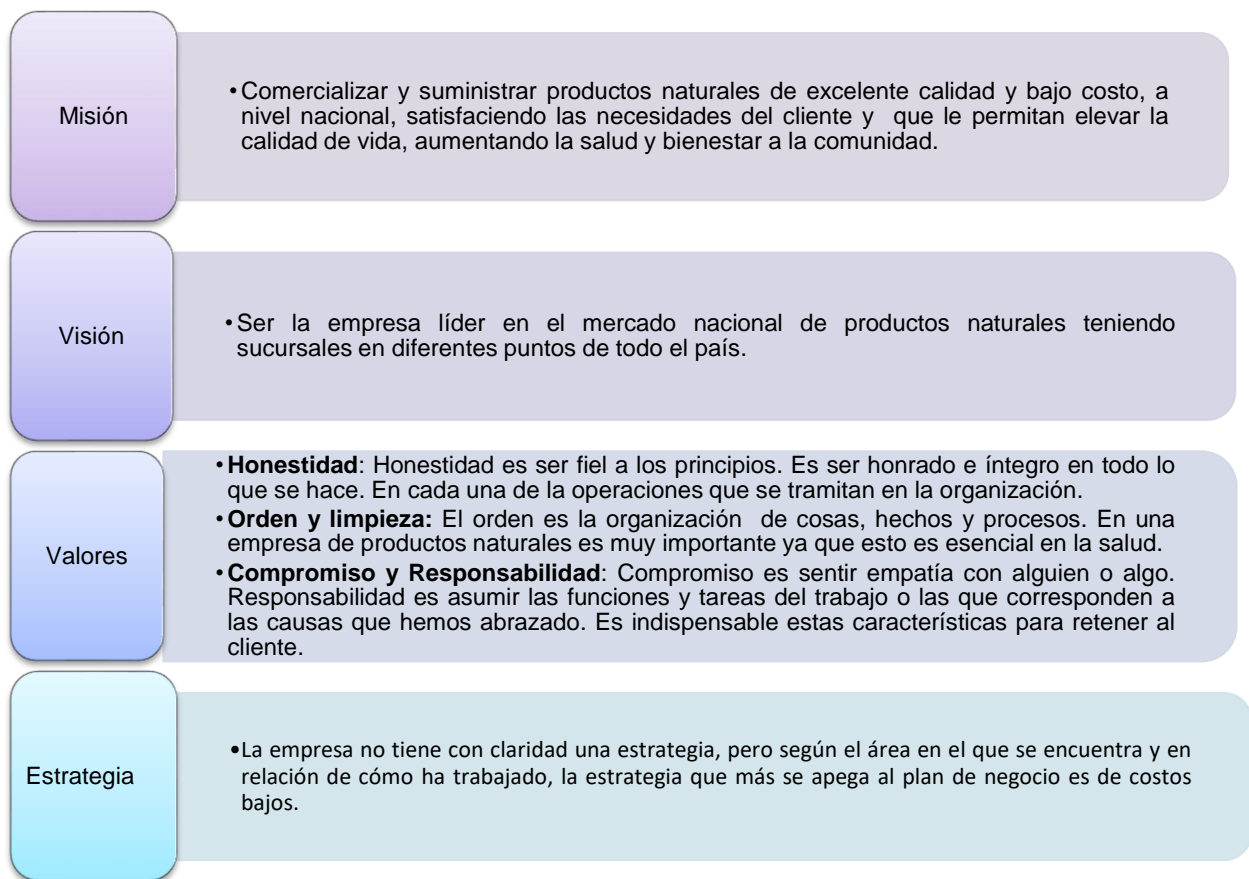 Misión
•Comercializar y suministrar productos naturales de excelente calidad y bajo costo, a
nivel nacional, satisfaciendo las necesidades del cliente y que le permitan elevar la
calidad de vida, aumentando la salud y bienestar a la comunidad.
Visión
•Ser la empresa líder en el mercado nacional de productos naturales teniendo
sucursales en diferentes puntos de todo el país.
Valores
•Honestidad: Honestidad es ser fiel a los principios. Es ser honrado e íntegro en todo lo
que se hace. En cada una de la operaciones que se tramitan en la organización.
•Orden y limpieza: El orden es la organización de cosas, hechos y procesos. En una
empresa de productos naturales es muy importante ya que esto es esencial en la salud.
•Compromiso y Responsabilidad: Compromiso es sentir empatía con alguien o algo.
Responsabilidad es asumir las funciones y tareas del trabajo o las que corresponden a
las causas que hemos abrazado. Es indispensable estas características para retener al
cliente.
Estrategia
•La empresa no tiene con claridad una estrategia, pero según el área en el que se encuentra y en
relación de cómo ha trabajado, la estrategia que más se apega al plan de negocio es de costos
bajos.